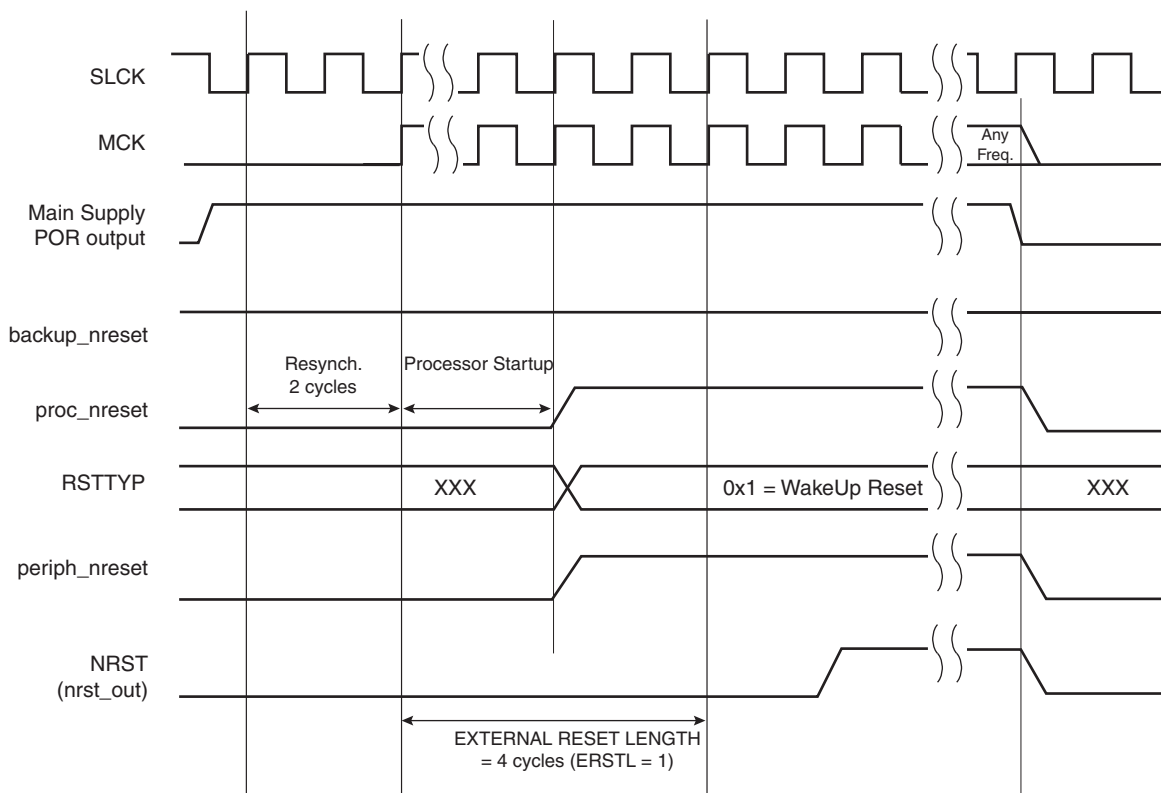 SLCK
MCK
Any
Freq.
Main Supply
POR output
backup_nreset
Resynch.
2 cycles
Processor Startup
proc_nreset
RSTTYP
XXX
0x1 = WakeUp Reset
XXX
periph_nreset
NRST
(nrst_out)
EXTERNAL RESET LENGTH
= 4 cycles (ERSTL = 1)